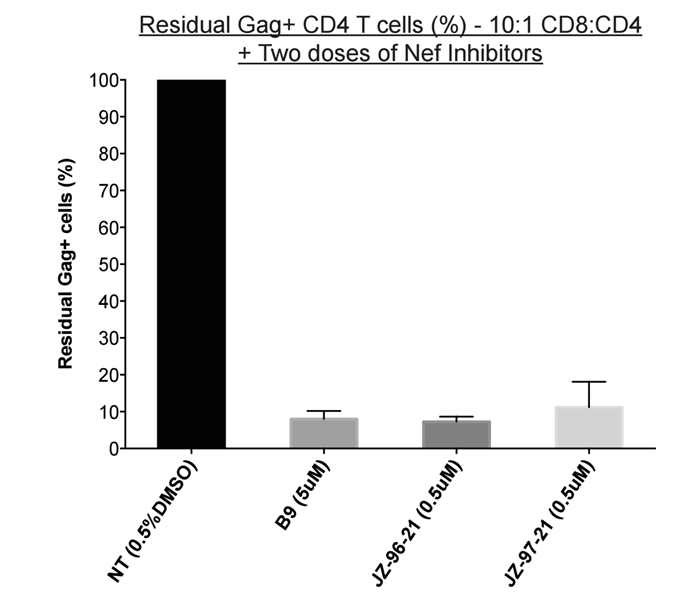 Residual Gag+ CD4 T cells (%) - 10:1 CD8:CD4
+ Two doses of Nef Inhibitors
Residual Gag+ cells (%)
100
90
80
70
60
50
40
30
20
10
0
NT (0.5%DMSO)
B9 (5uM)
JZ-96-21 (0.5uM)
JZ-97-21 (0.5uM)